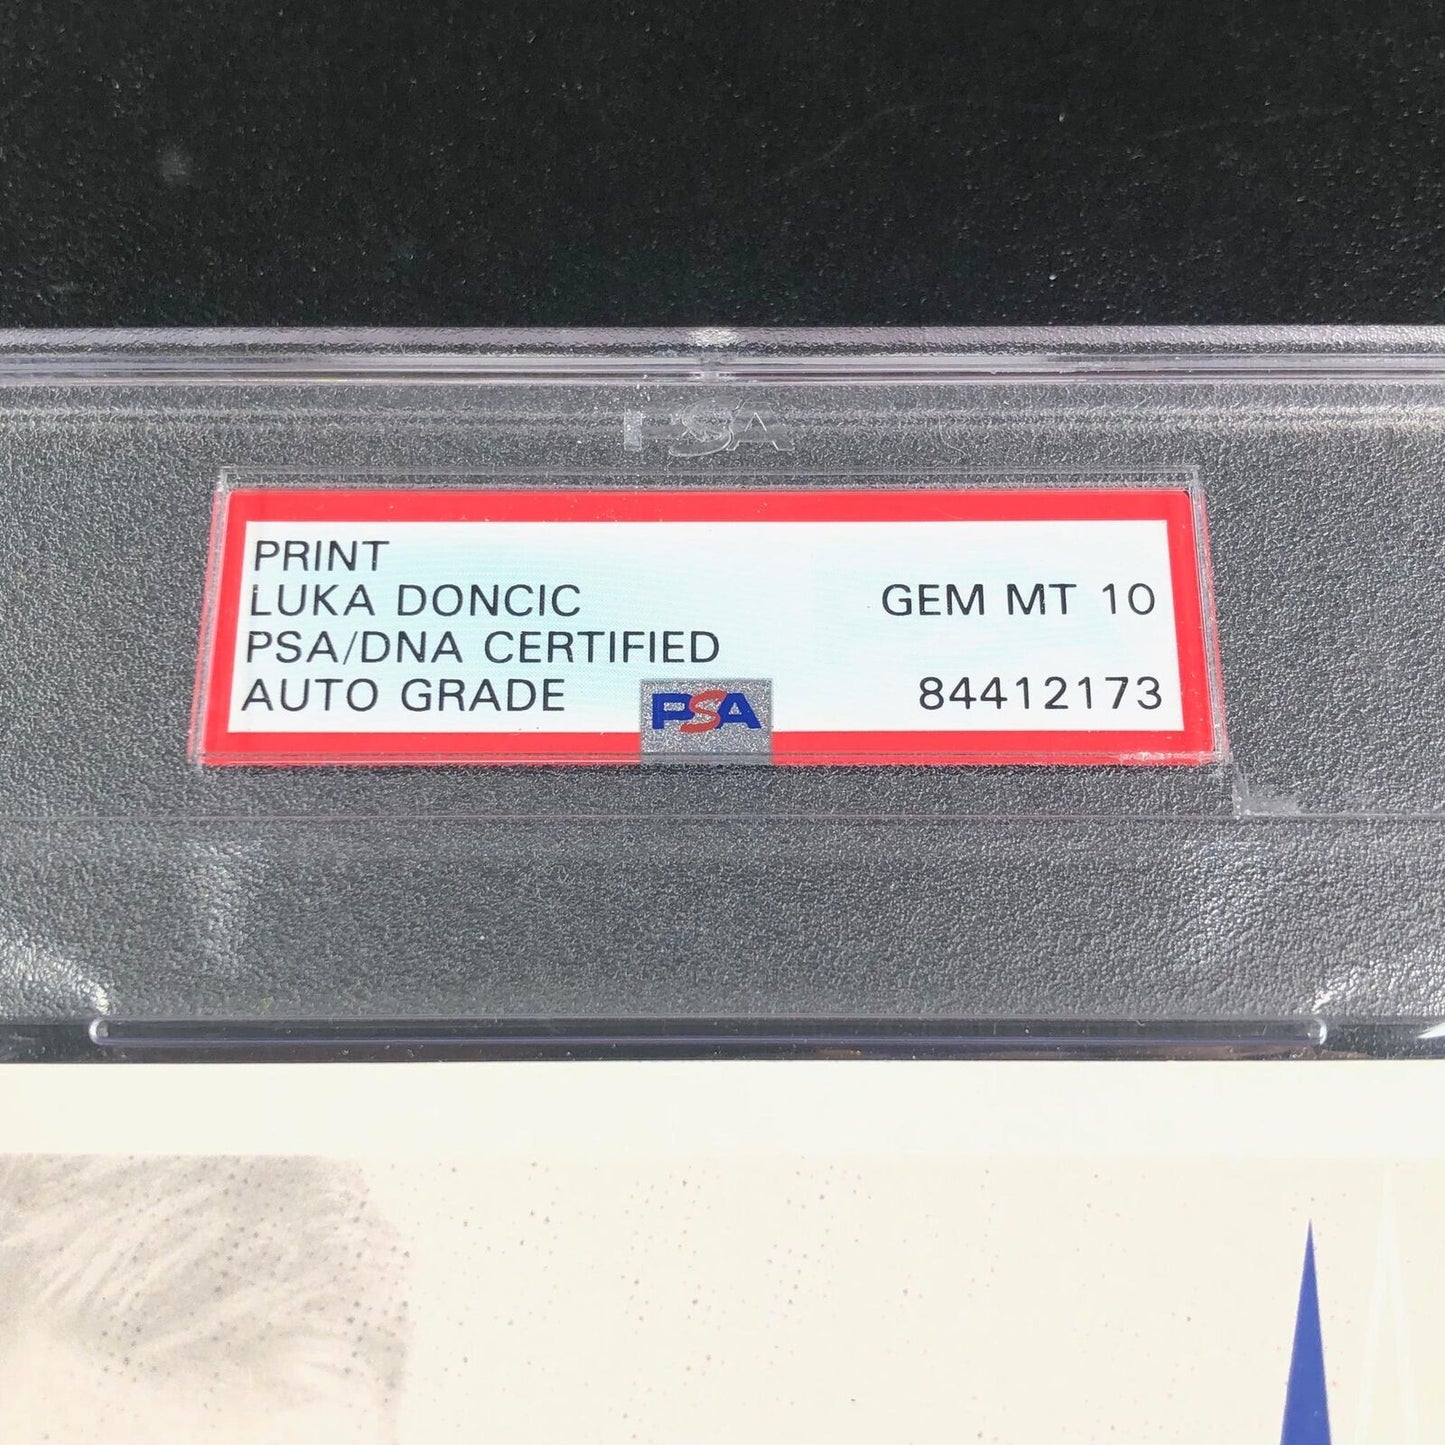 PSA
PRINT
LUKA DONCIC GEM MT 10
PSA/DNA CERTIFIED
AUTO GRADE PSA 84412173